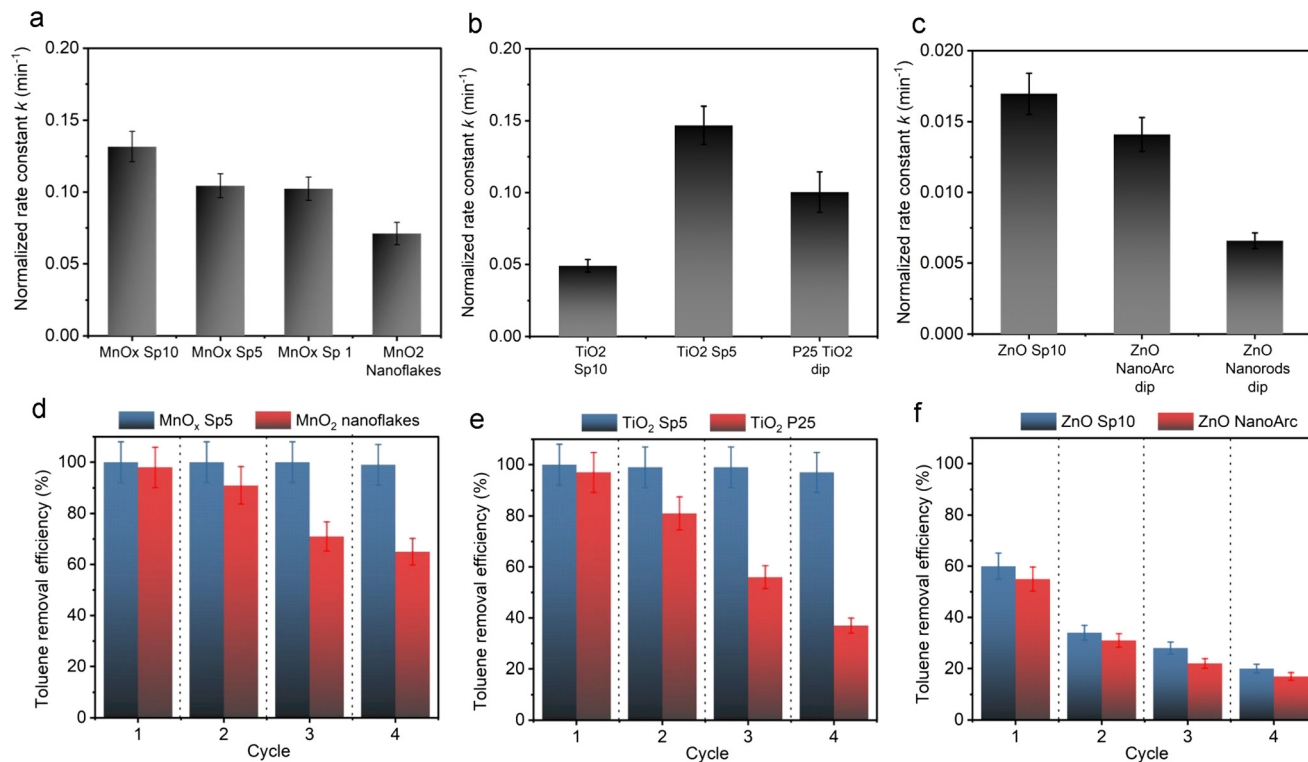 a
Normalized rate constant k (min⁻¹)
0.20
0.15
0.10
0.05
0.00
MnOx Sp10
MnOx Sp5
MnOx Sp 1
MnO2
Nanoflakes
b
Normalized rate constant k (min⁻¹)
0.20
0.15
0.10
0.05
0.00
TiO2
Sp10
TiO2 Sp5
P25 TiO2
dip
c
Normalized rate constant k (min⁻¹)
0.020
0.015
0.010
0.005
0.000
ZnO Sp10
ZnO
NanoArc
dip
ZnO
Nanorods
dip
d
MnOₓ Sp5
MnO₂ nanoflakes
Toluene removal efficiency (%)
100
80
60
40
20
0
1
2
3
4
Cycle
e
TiO₂ Sp5
TiO₂ P25
Toluene removal efficiency (%)
100
80
60
40
20
0
1
2
3
4
Cycle
f
ZnO Sp10
ZnO NanoArc
Toluene removal efficiency (%)
100
80
60
40
20
0
1
2
3
4
Cycle